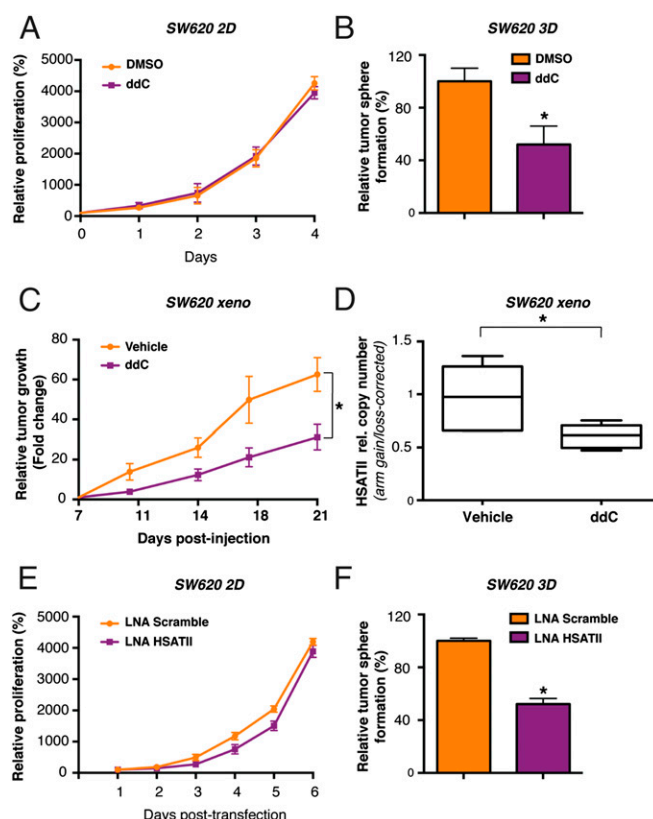 A
SW620 2D
Relative proliferation (%)
5000
4000
3000
2000
1000
0
DMSO
ddC
0 1 2 3 4
Days
B
SW620 3D
Relative tumor sphere
formation (%)
120
80
40
0
DMSO
ddC
*
C
SW620 xeno
Relative tumor growth
(Fold change)
80
60
40
20
0
Vehicle
ddC
*
7 11 14 18 21
Days post-injection
D
SW620 xeno
HSATII rel. copy number
(arm gain/loss-corrected)
1.5
1
0.5
0
*
Vehicle ddC
E
SW620 2D
Relative proliferation (%)
5000
4000
3000
2000
1000
0
LNA Scramble
LNA HSATII
1 2 3 4 5 6
Days post-transfection
F
SW620 3D
Relative tumor sphere
formation (%)
120
80
40
0
LNA Scramble
LNA HSATII
*